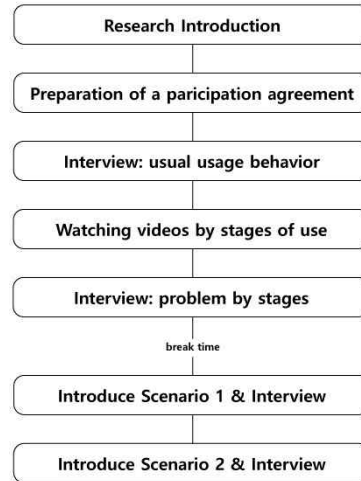 Research Introduction
Preparation of a paricipation agreement
Interview: usual usage behavior
Watching videos by stages of use
Interview: problem by stages
break time
Introduce Scenario 1 & Interview
Introduce Scenario 2 & Interview